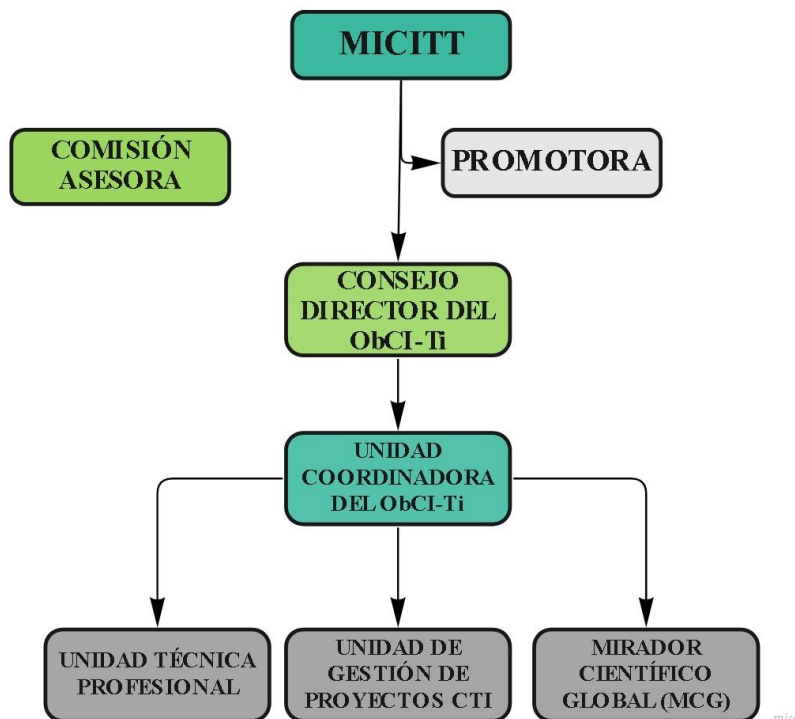 MICITT
COMISIÓN
ASESORA
PROMOTORA
CONSEJO
DIRECTOR DEL
ObCI-Ti
UNIDAD
COORDINADORA
DEL ObCI-Ti
UNIDAD TÉCNICA
PROFESIONAL
UNIDAD DE
GESTIÓN DE
PROYECTOS CTI
MIRADOR
CIENTÍFICO
GLOBAL (MCG)